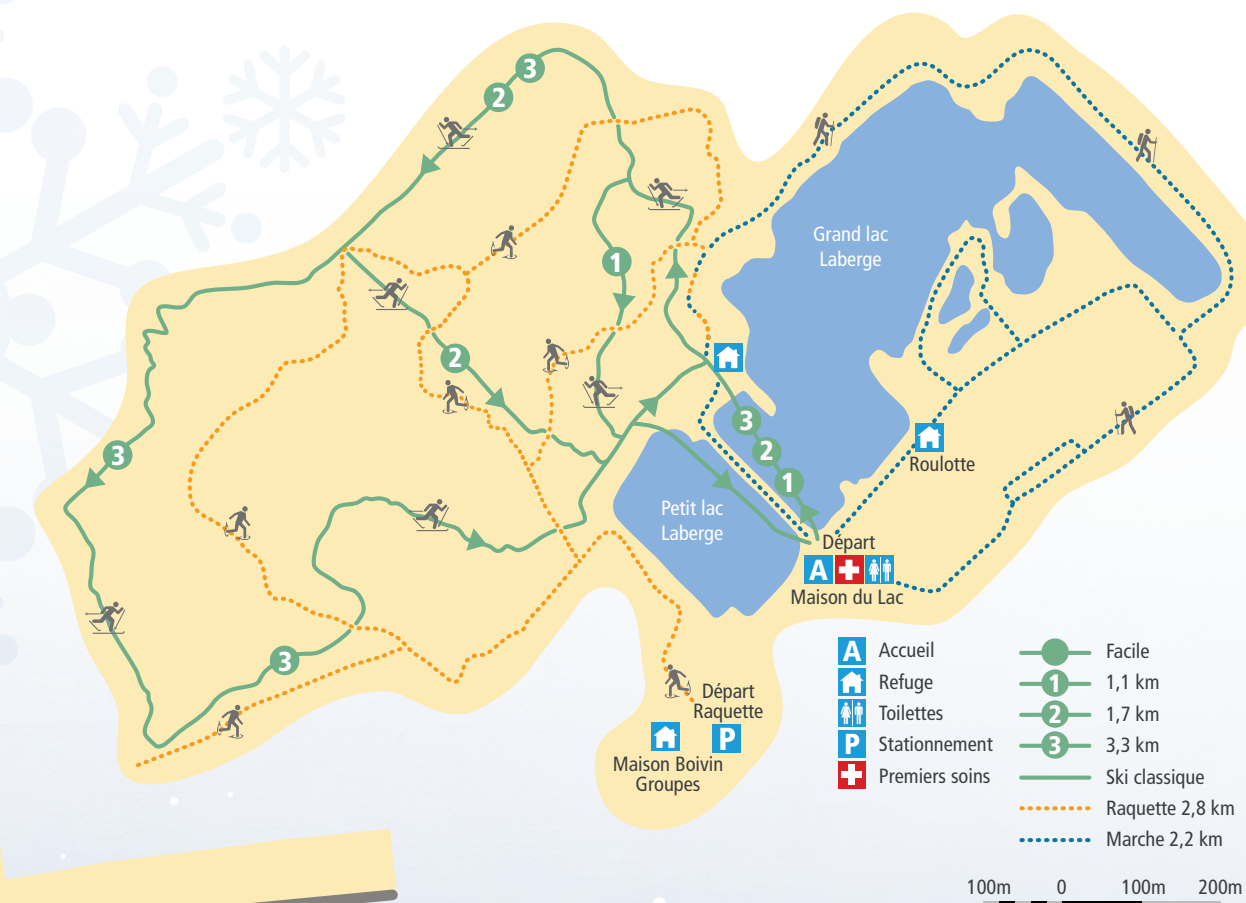 3
2
1
Grand lac
Laberge
2
3
3
2
1
Roulotte
Petit lac
Laberge
Départ
A
Maison du Lac
3
Départ
Raquette
P
Maison Boivin
Groupes
A Accueil
Refuge
Toilettes
P Stationnement
Premiers soins
Facile
1 1,1 km
2 1,7 km
3 3,3 km
Ski classique
Raquette 2,8 km
Marche 2,2 km
100m 0 100m 200m